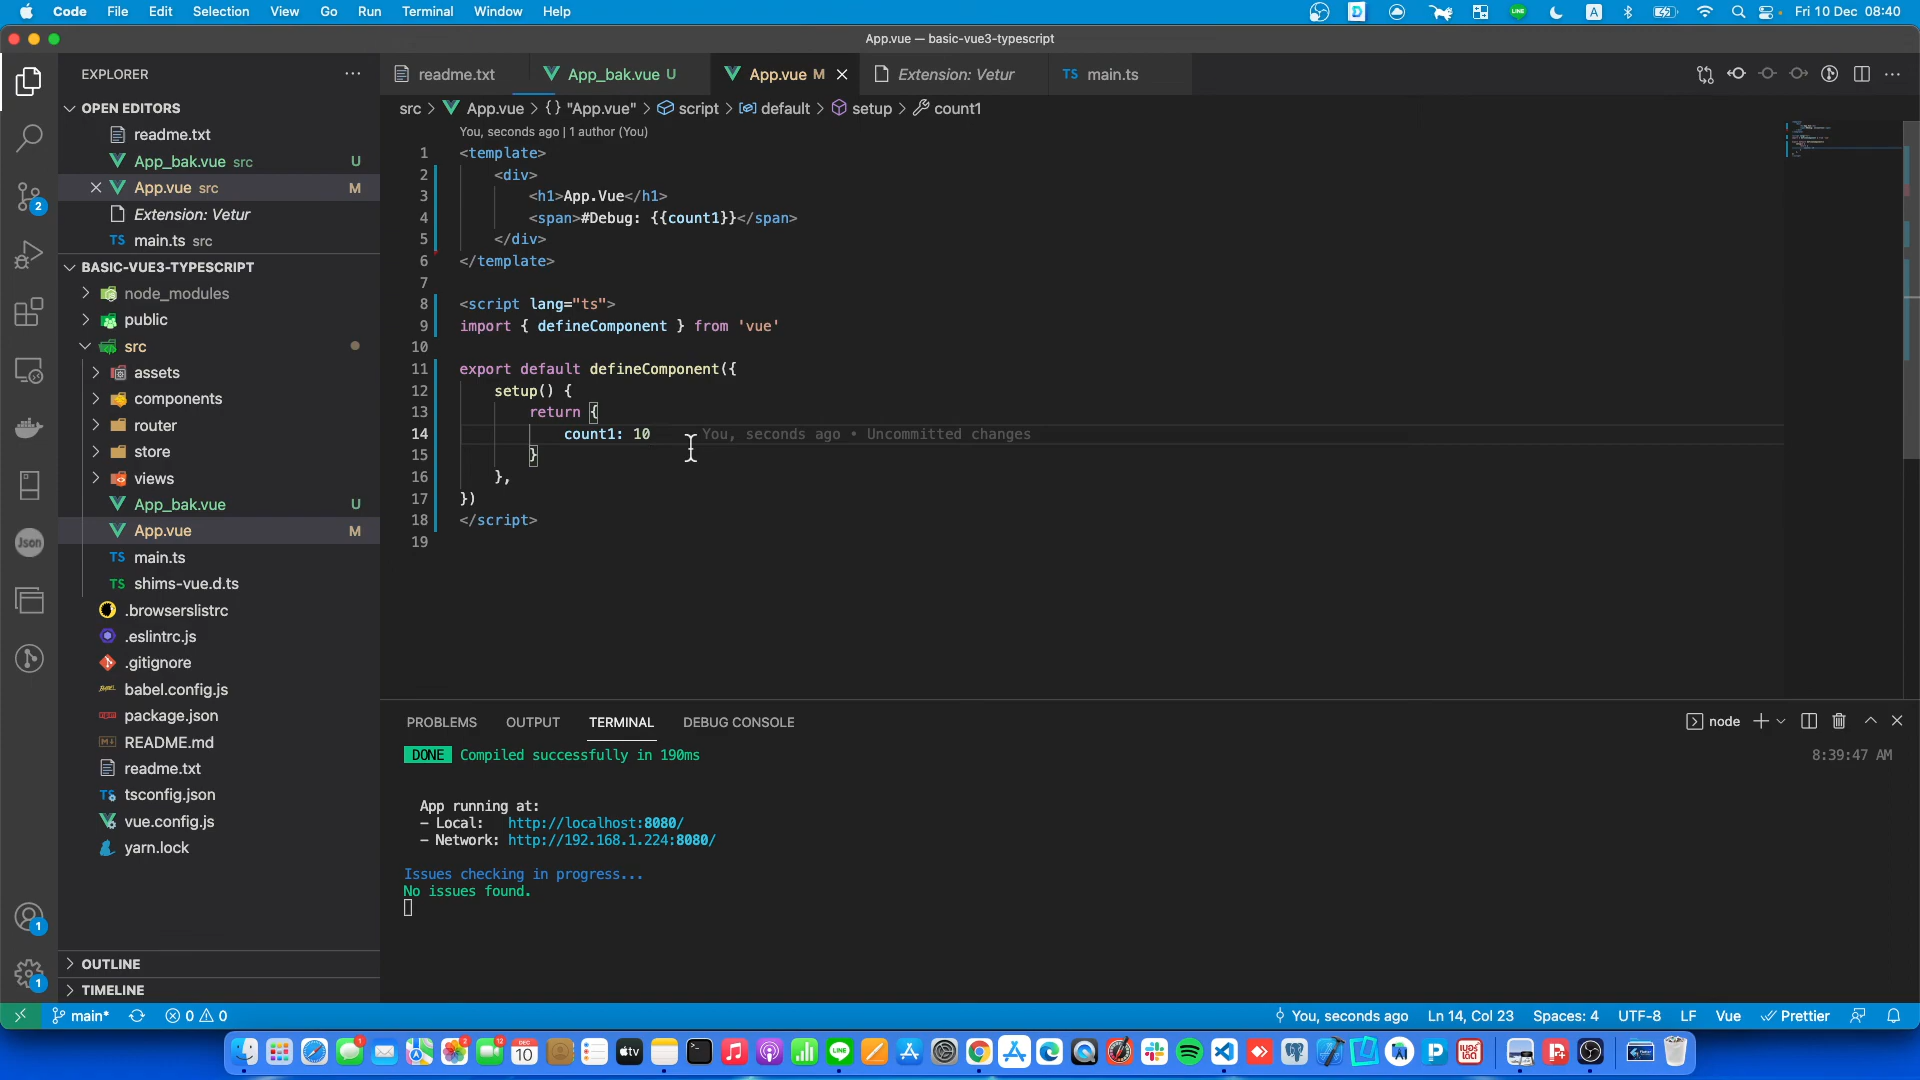 Code File Edit Selection View Go Run Terminal Window Help
LINE A Fri 10 Dec 08:40
App.vue — basic-vue3-typescript
EXPLORER
readme.txt App_bak.vue U App.vue M Extension: Vetur TS main.ts
OPEN EDITORS
readme.txt
App_bak.vue src U
App.vue src M
Extension: Vetur
TS main.ts src
BASIC-VUE3-TYPESCRIPT
node_modules
public
src
assets
components
router
store
views
App_bak.vue U
App.vue M
TS main.ts
TS shims-vue.d.ts
.browserslistrc
.eslintrc.js
.gitignore
babel.config.js
package.json
README.md
readme.txt
tsconfig.json
vue.config.js
yarn.lock
OUTLINE
TIMELINE
2
Json
1
1
src > App.vue > {} "App.vue" > script > default > setup > count1
You, seconds ago | 1 author (You)
1 <template>
2 <div>
3 <h1>App.Vue</h1>
4 <span>#Debug: {{count1}}</span>
5 </div>
6 </template>
7
8 <script lang="ts">
9 import { defineComponent } from 'vue'
10
11 export default defineComponent({
12 setup() {
13 return {
14 count1: 10 You, seconds ago • Uncommitted changes
15 }
16 },
17 })
18 </script>
19
PROBLEMS OUTPUT TERMINAL DEBUG CONSOLE node
DONE Compiled successfully in 190ms 8:39:47 AM
App running at:
- Local: http://localhost:8080/
- Network: http://192.168.1.224:8080/
Issues checking in progress...
No issues found.
main* 0 0 You, seconds ago Ln 14, Col 23 Spaces: 4 UTF-8 LF Vue Prettier